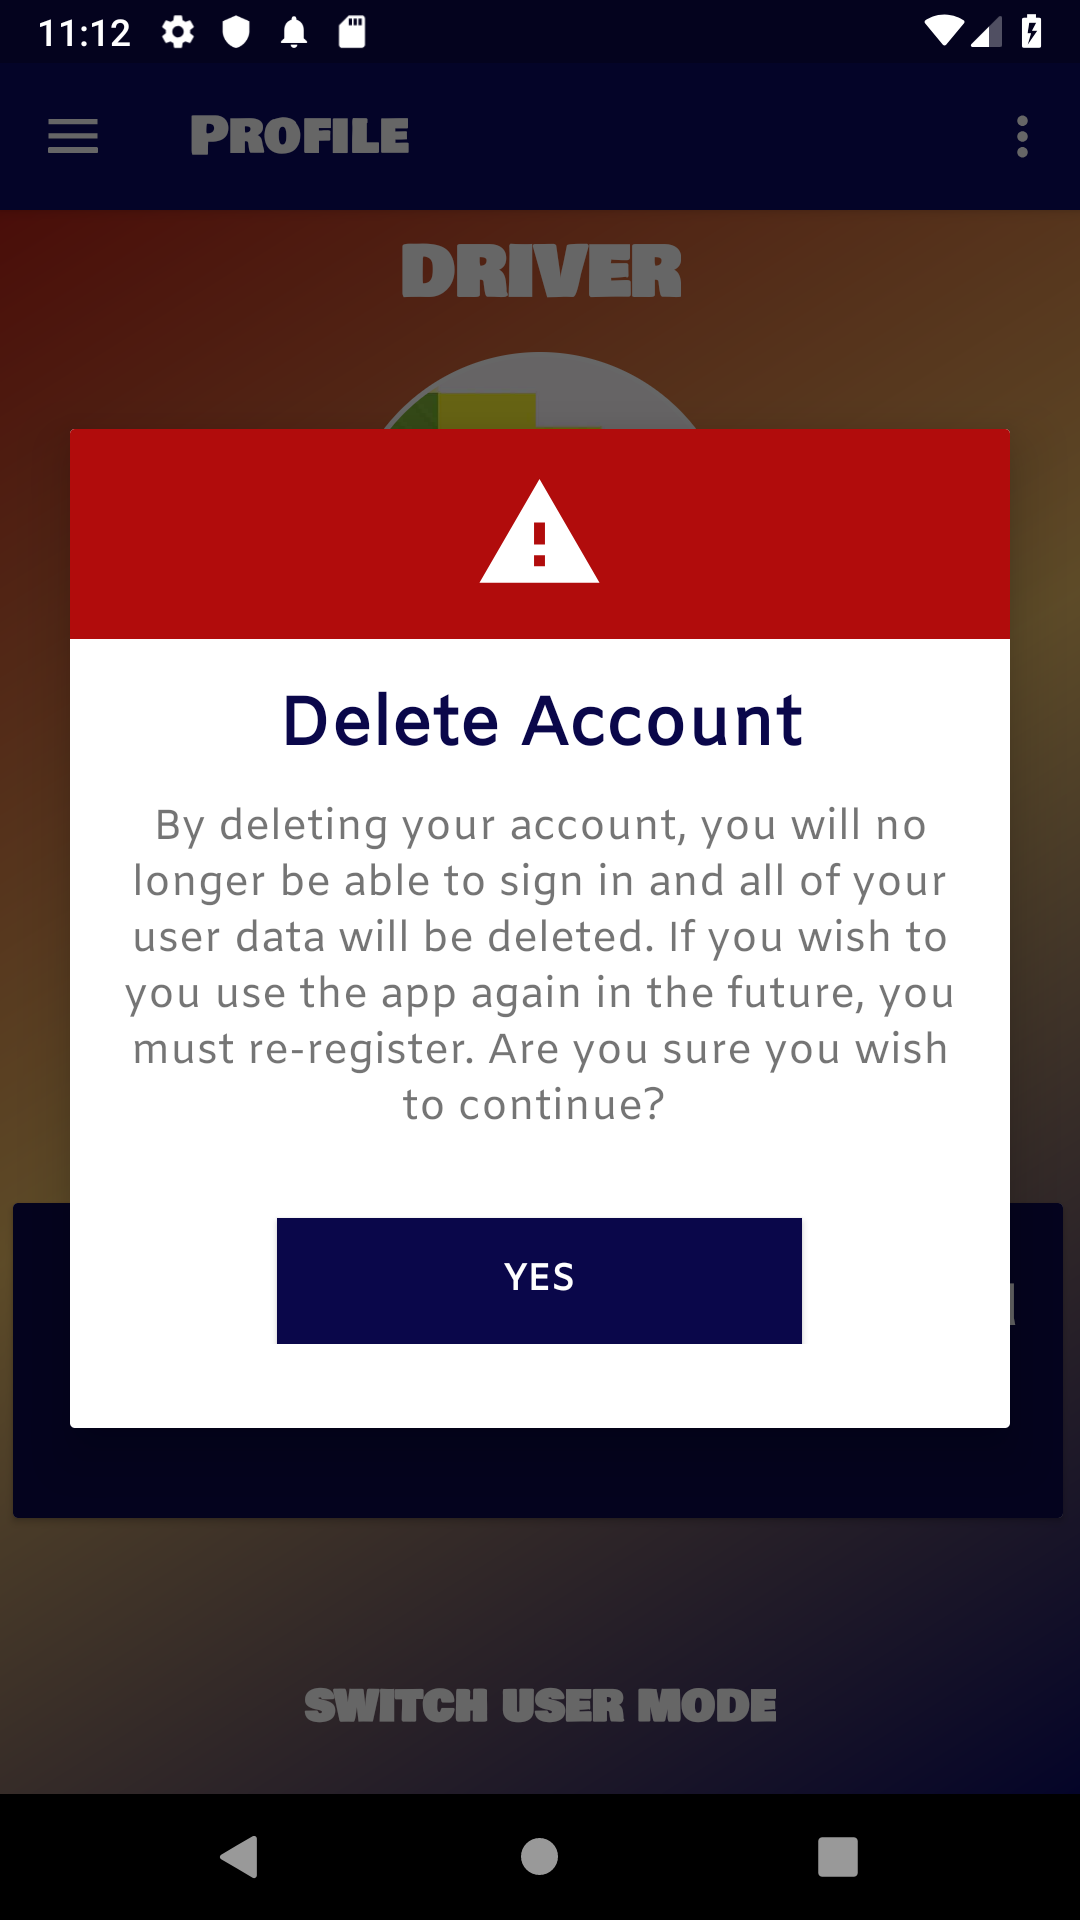 11:12
PROFILE
DRIVER
Delete Account
By deleting your account, you will no
longer be able to sign in and all of your
user data will be deleted. If you wish to
you use the app again in the future, you
must re-register. Are you sure you wish
to continue?
YES
SWITCH USER MODE